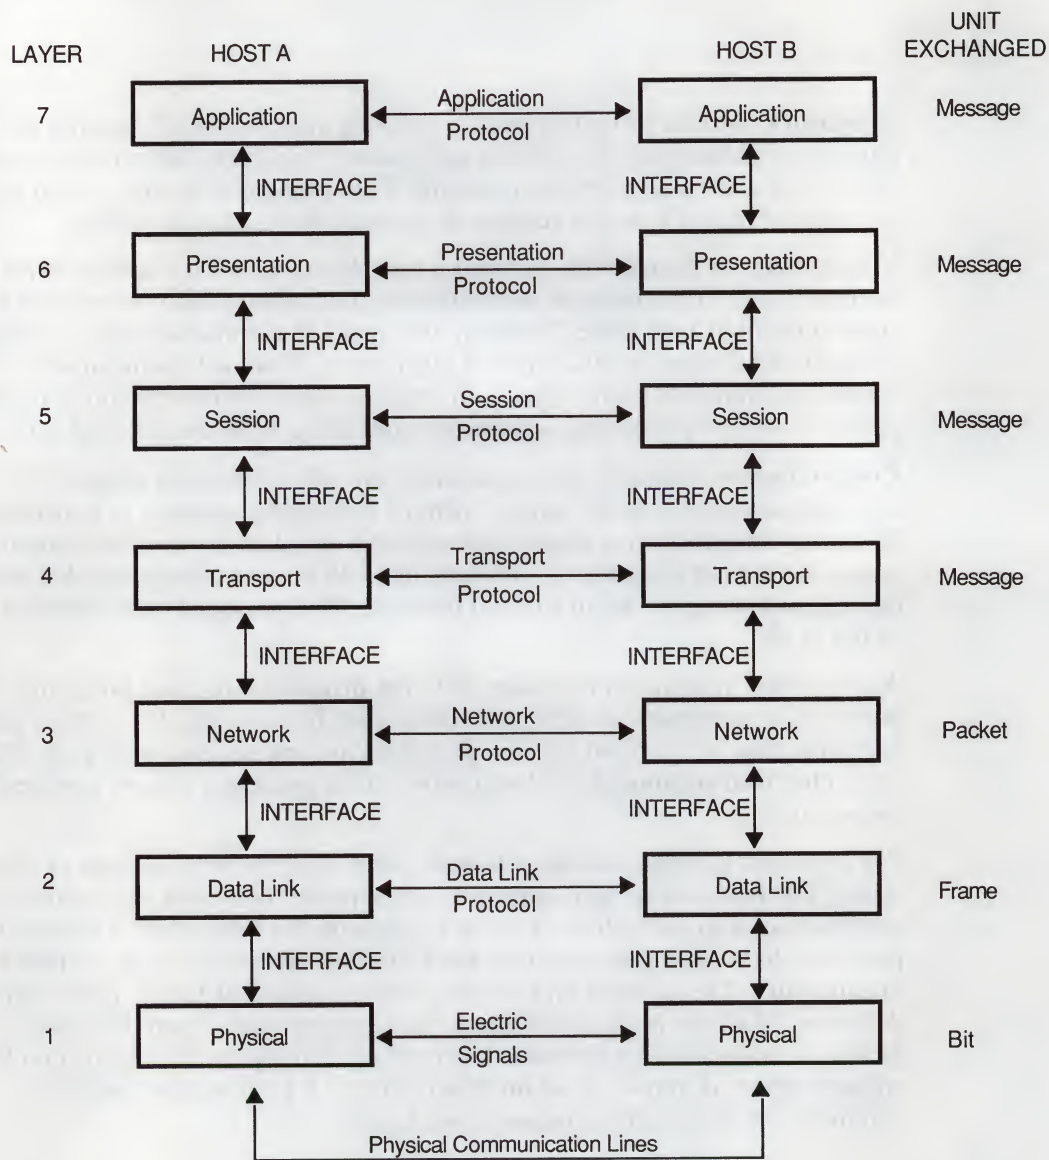 UNIT
LAYER HOST A HOST B EXCHANGED
7 Application Application Protocol Application Message
INTERFACE INTERFACE
6 Presentation Presentation Protocol Presentation Message
INTERFACE INTERFACE
5 Session Session Protocol Session Message
INTERFACE INTERFACE
4 Transport Transport Protocol Transport Message
INTERFACE INTERFACE
3 Network Network Protocol Network Packet
INTERFACE INTERFACE
2 Data Link Data Link Protocol Data Link Frame
INTERFACE INTERFACE
1 Physical Electric Signals Physical Bit
Physical Communication Lines